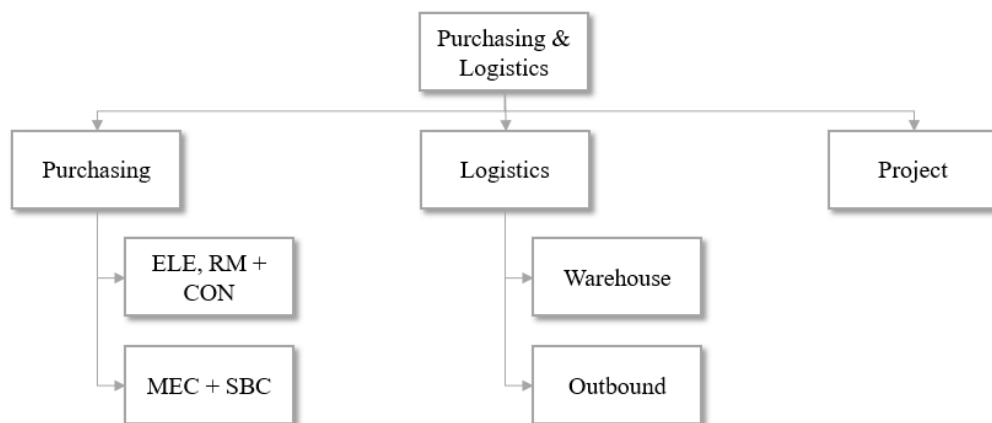 Purchasing &
Logistics
Purchasing
Logistics
Project
ELE, RM +
CON
Warehouse
MEC + SBC
Outbound